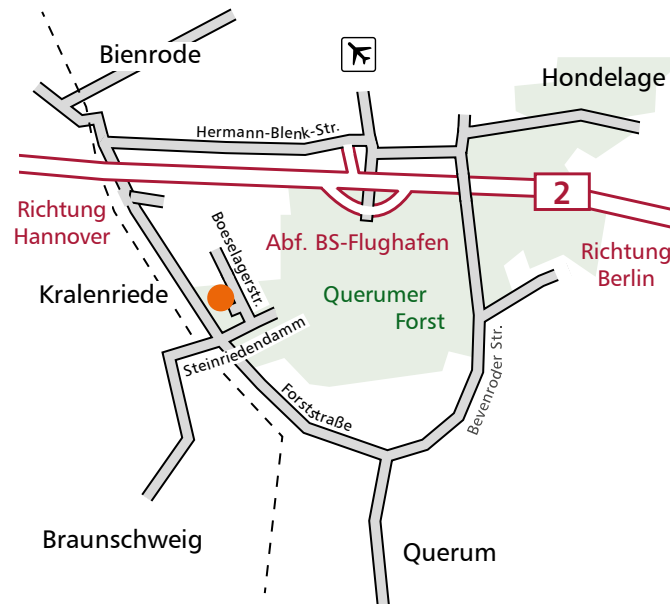 Bienrode
Hondelage
Hermann-Blenk-Str.
2
Richtung
Hannover
Boeselagerstr.
Abf. BS-Flughafen
Richtung
Berlin
Kralenriede
Querumer
Forst
Steinriedendamm
Bevenroder Str.
Forststraße
Braunschweig
Querum